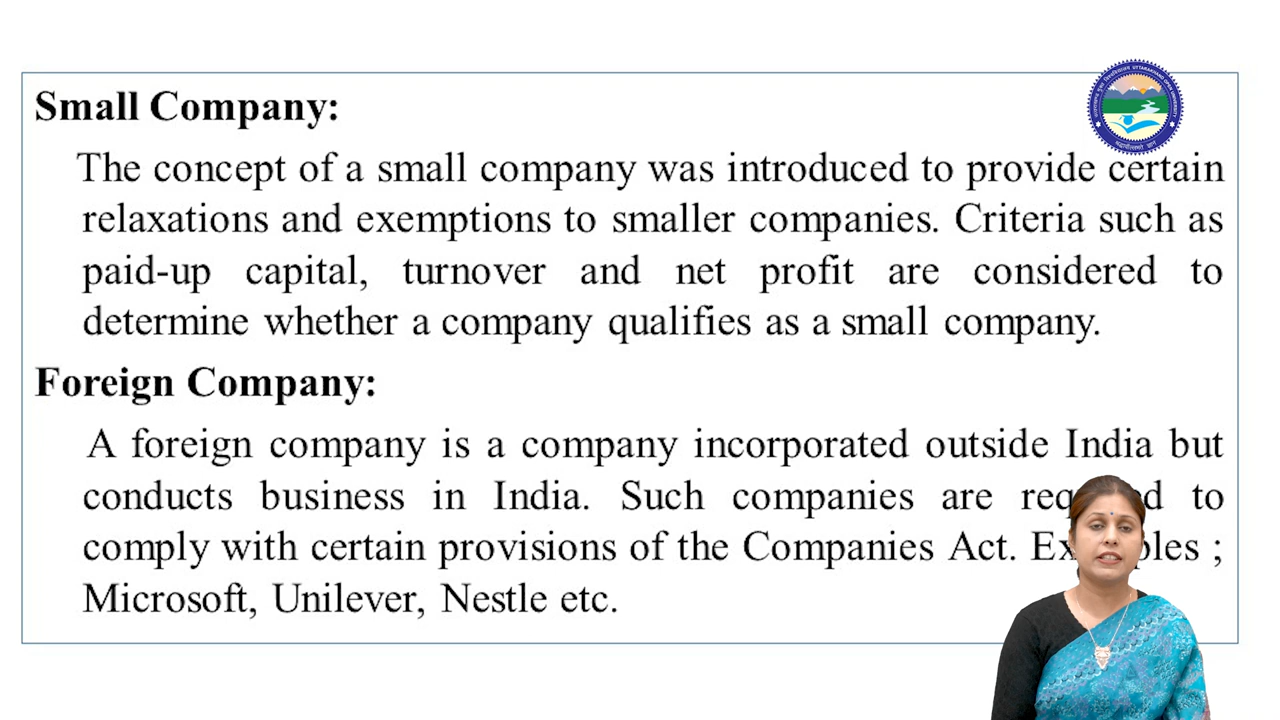 Small Company:
The concept of a small company was introduced to provide certain
relaxations and exemptions to smaller companies. Criteria such as
paid-up capital, turnover and net profit are considered to
determine whether a company qualifies as a small company.
Foreign Company:
A foreign company is a company incorporated outside India but
conducts business in India. Such companies are to
comply with certain provisions of the Companies Act. ;
Microsoft, Unilever, Nestle etc.
UTTARAKHAND OPEN UNIVERSITY